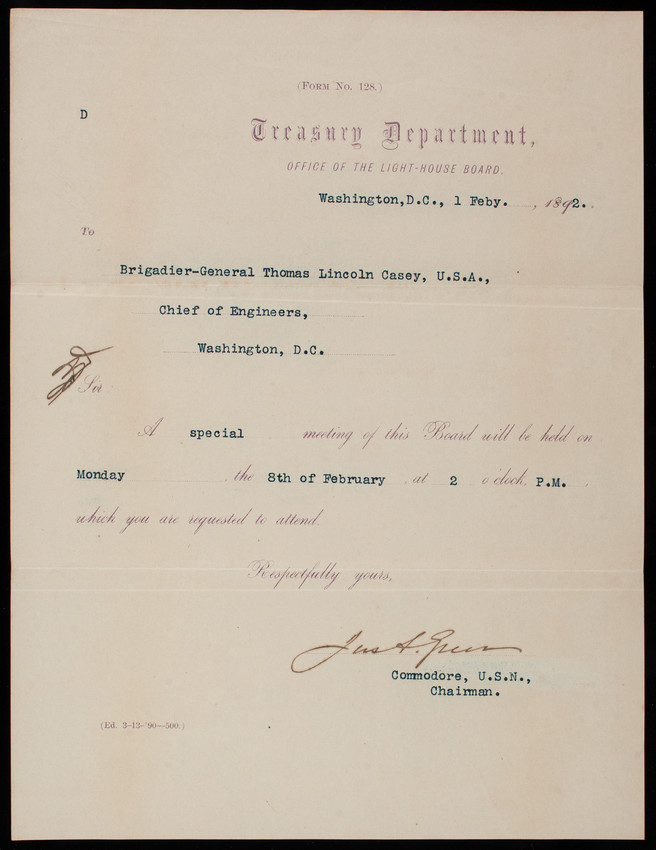 (FORM NO. 128.)
D
Treasury Department,
OFFICE OF THE LIGHT-HOUSE BOARD.
Washington, D.C., 1 Feby. , 1892.
To
Brigadier-General Thomas Lincoln Casey, U.S.A.,
Chief of Engineers,
Washington, D.C.
Sir:
A special meeting of this Board will be held on
Monday the 8th of February at 2 o'clock, P.M.
which you are requested to attend.
Respectfully yours,
Jas A. Greer
Commodore, U.S.N.,
Chairman.
(Ed. 3-13-'90—500.)